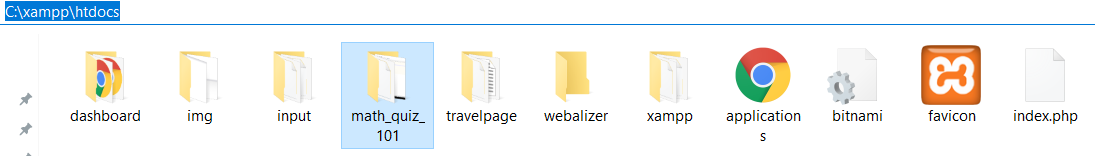 C:\xampp\htdocs
dashboard
img
input
math_quiz_
101
travelpage
webalizer
xampp
application
s
bitnami
favicon
index.php